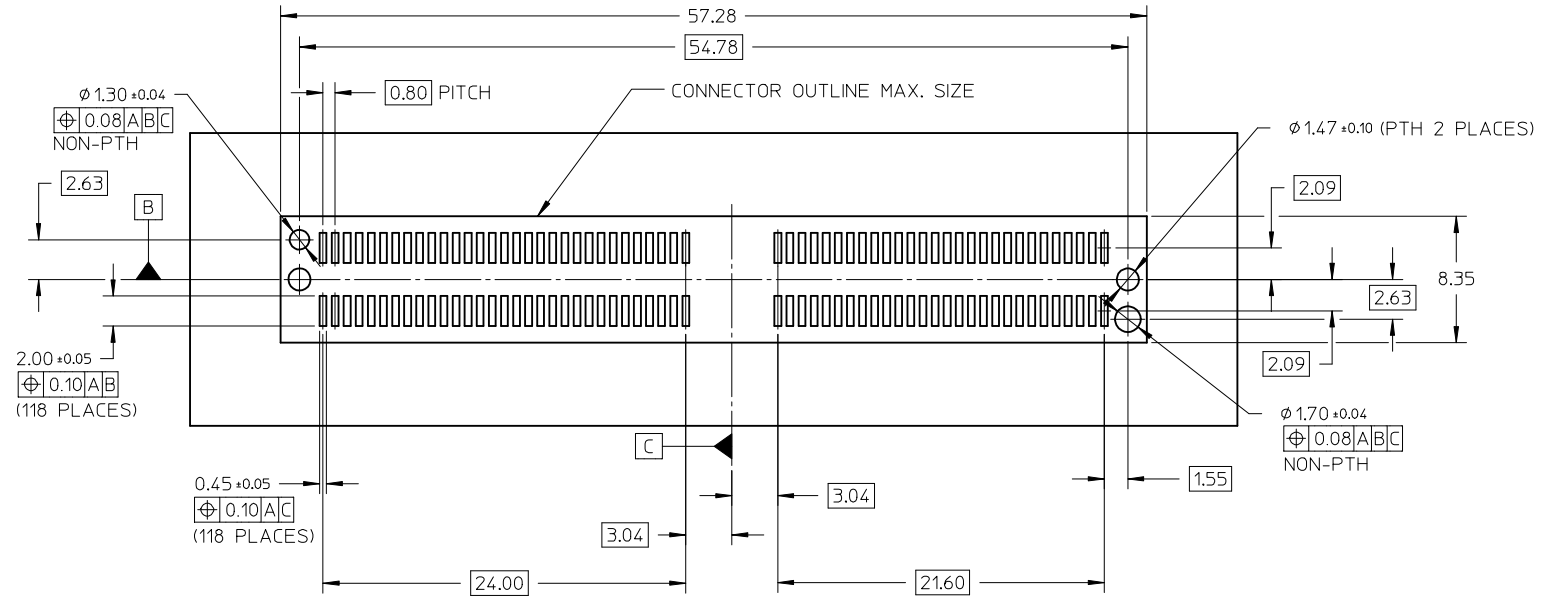 57.28
54.78
0.80 PITCH
CONNECTOR OUTLINE MAX. SIZE
⌀1.30 ±0.04
⌖ 0.08 A B C
NON-PTH
⌀1.47 ±0.10 (PTH 2 PLACES)
2.63
B
2.09
8.35
2.63
2.09
2.00 ±0.05
⌖ 0.10 A B
(118 PLACES)
⌀1.70 ±0.04
⌖ 0.08 A B C
NON-PTH
C
0.45 ±0.05
⌖ 0.10 A C
(118 PLACES)
1.55
3.04
3.04
24.00
21.60